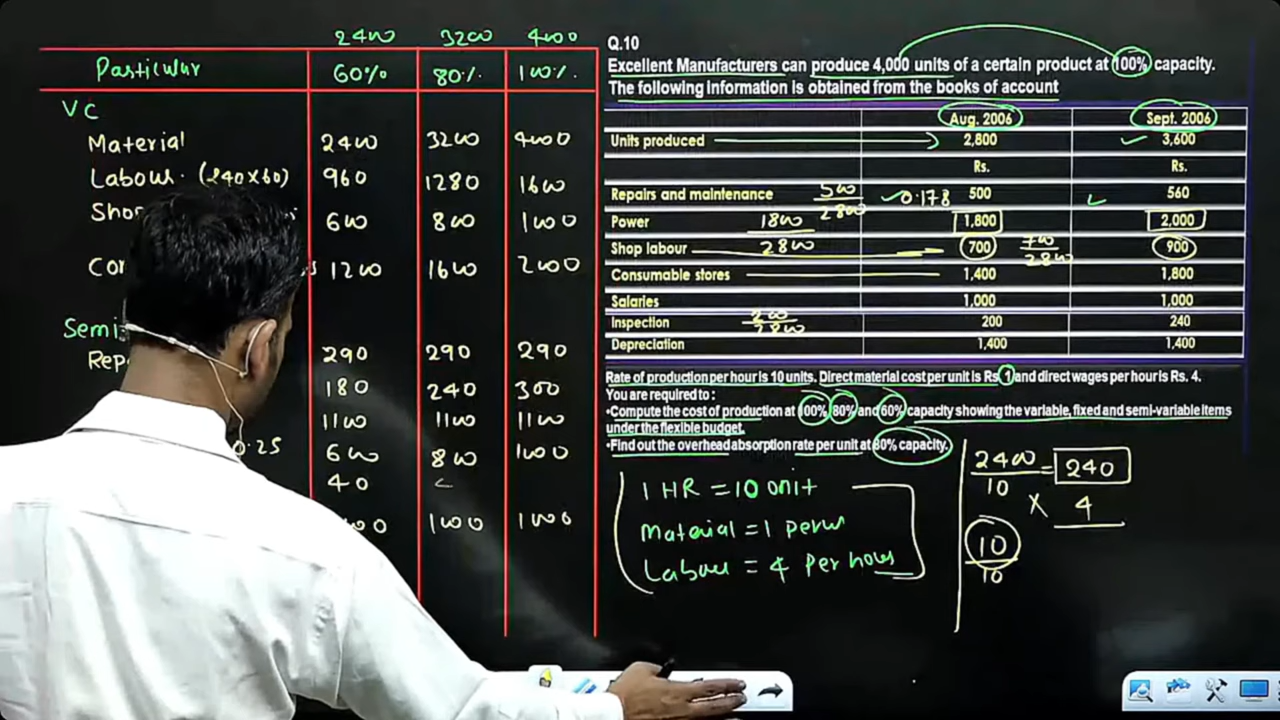 2400 3200 4000
Particular 60% 80% 100%
VC
Material 2400 3200 4000
Labour (240x60) 960 1280 1600
Shop 600 800 1000
Con 1200 1600 2000
Semi
Rep 290 290 290
180 240 300
1100 1100 1100
0.25 600 800 1000
40
1000 1000
Q.10
Excellent Manufacturers can produce 4,000 units of a certain product at 100% capacity.
The following information is obtained from the books of account
Aug. 2006 Sept. 2006
Units produced 2,800 3,600
Rs. Rs.
Repairs and maintenance 500/2800 0.178 500 560
Power 1800/2800 1,800 2,000
Shop labour 700 700/2800 900
Consumable stores 1,400 1,800
Salaries 1,000 1,000
Inspection 200/2800 200 240
Depreciation 1,400 1,400
Rate of production per hour is 10 units. Direct material cost per unit is Rs 1 and direct wages per hour is Rs. 4.
You are required to :
•Compute the cost of production at 100%, 80% and 60% capacity showing the variable, fixed and semi-variable items
under the flexible budget.
•Find out the overhead absorption rate per unit at 80% capacity.
1 HR = 10 unit
Material = 1 per
Labour = 4 Per hour
2400/10 = 240
x 4
10/10